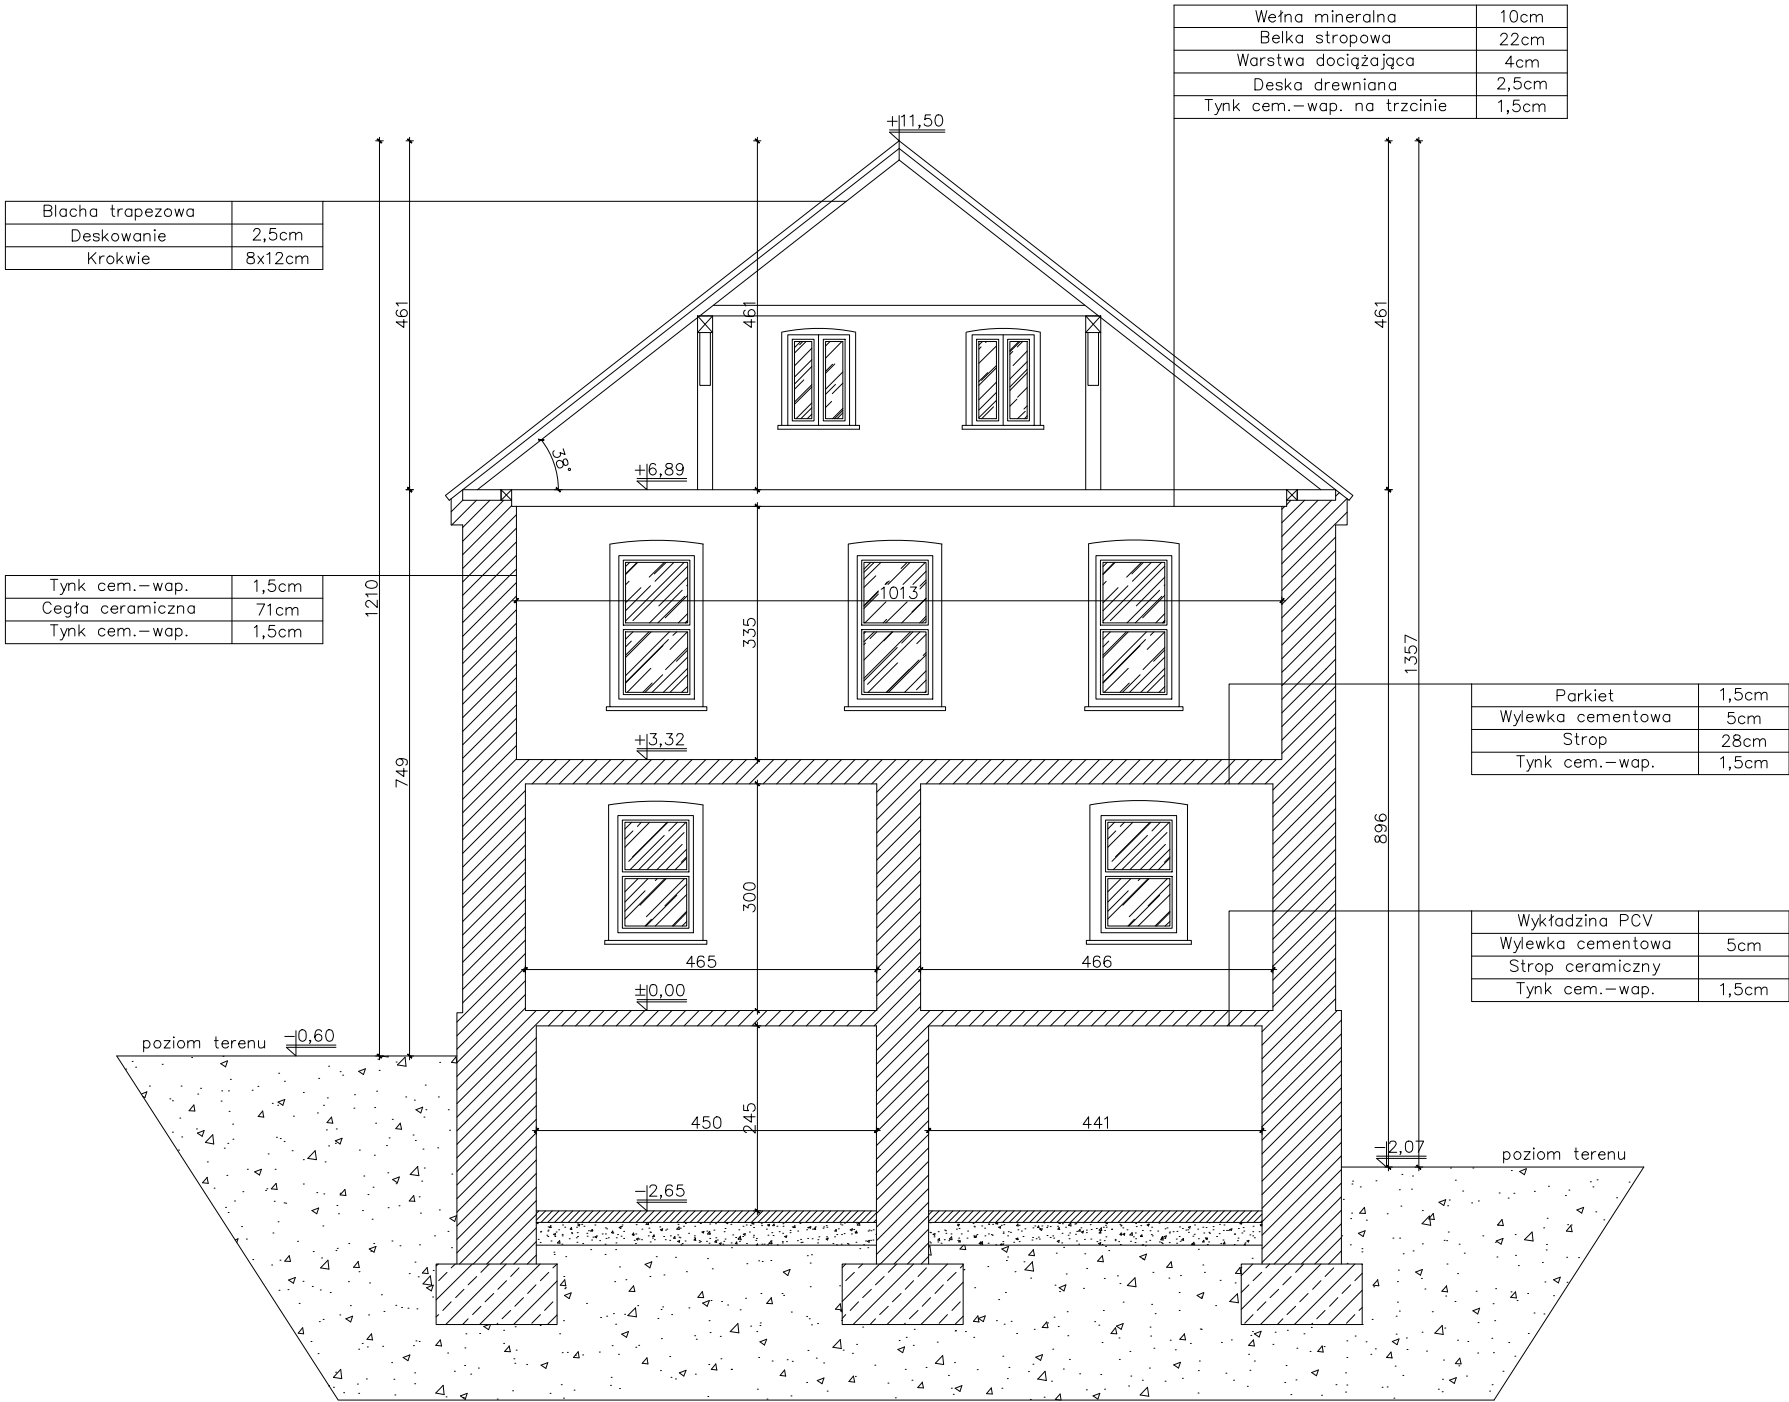 Wełna mineralna 10cm
Belka stropowa 22cm
Warstwa dociążająca 4cm
Deska drewniana 2,5cm
Tynk cem.–wap. na trzcinie 1,5cm
+11,50
Blacha trapezowa
Deskowanie 2,5cm
Krokwie 8x12cm
461
461
461
38°
+6,89
Tynk cem.–wap. 1,5cm
Cegła ceramiczna 71cm
Tynk cem.–wap. 1,5cm
1210
1013
335
1357
Parkiet 1,5cm
Wylewka cementowa 5cm
Strop 28cm
Tynk cem.–wap. 1,5cm
+3,32
749
896
300
Wykładzina PCV
Wylewka cementowa 5cm
Strop ceramiczny
Tynk cem.–wap. 1,5cm
465
466
±0,00
poziom terenu –0,60
450
245
441
–2,07
poziom terenu
–2,65